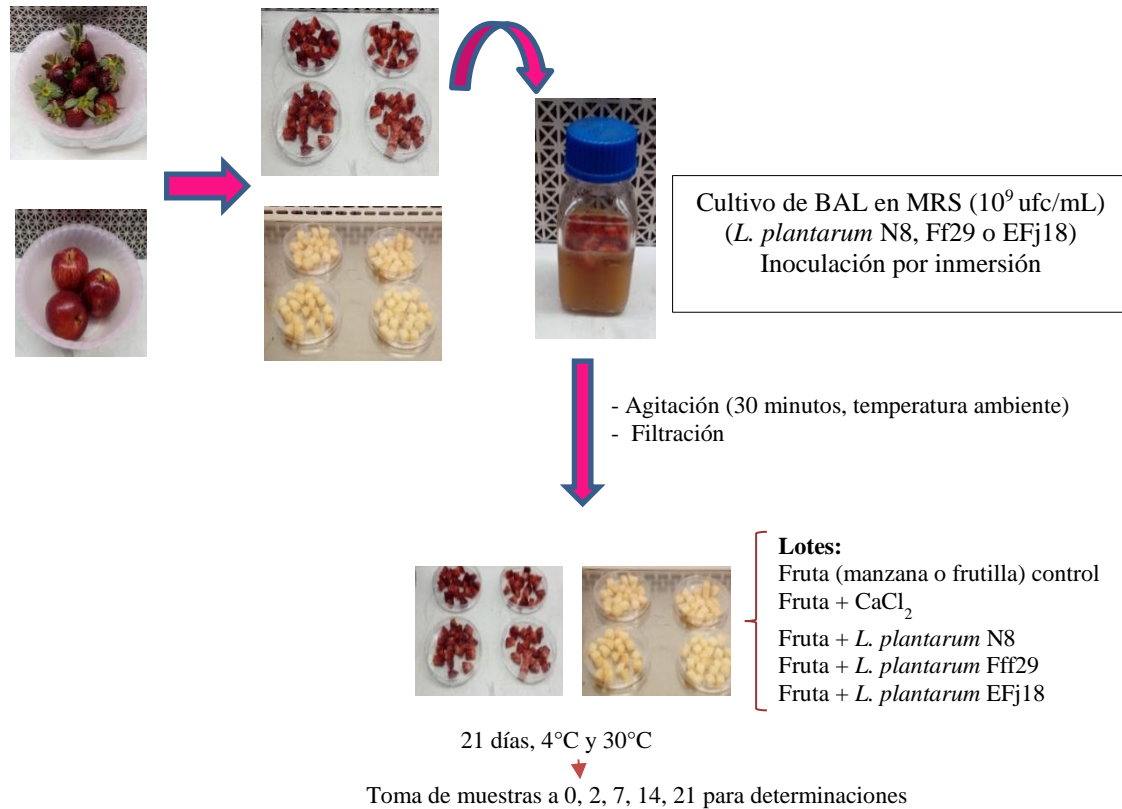 Cultivo de BAL en MRS (10⁹ ufc/mL)
(L. plantarum N8, Ff29 o EFj18)
Inoculación por inmersión
- Agitación (30 minutos, temperatura ambiente)
- Filtración
Lotes:
Fruta (manzana o frutilla) control
Fruta + CaCl₂
Fruta + L. plantarum N8
Fruta + L. plantarum Fff29
Fruta + L. plantarum EFj18
21 días, 4°C y 30°C
Toma de muestras a 0, 2, 7, 14, 21 para determinaciones